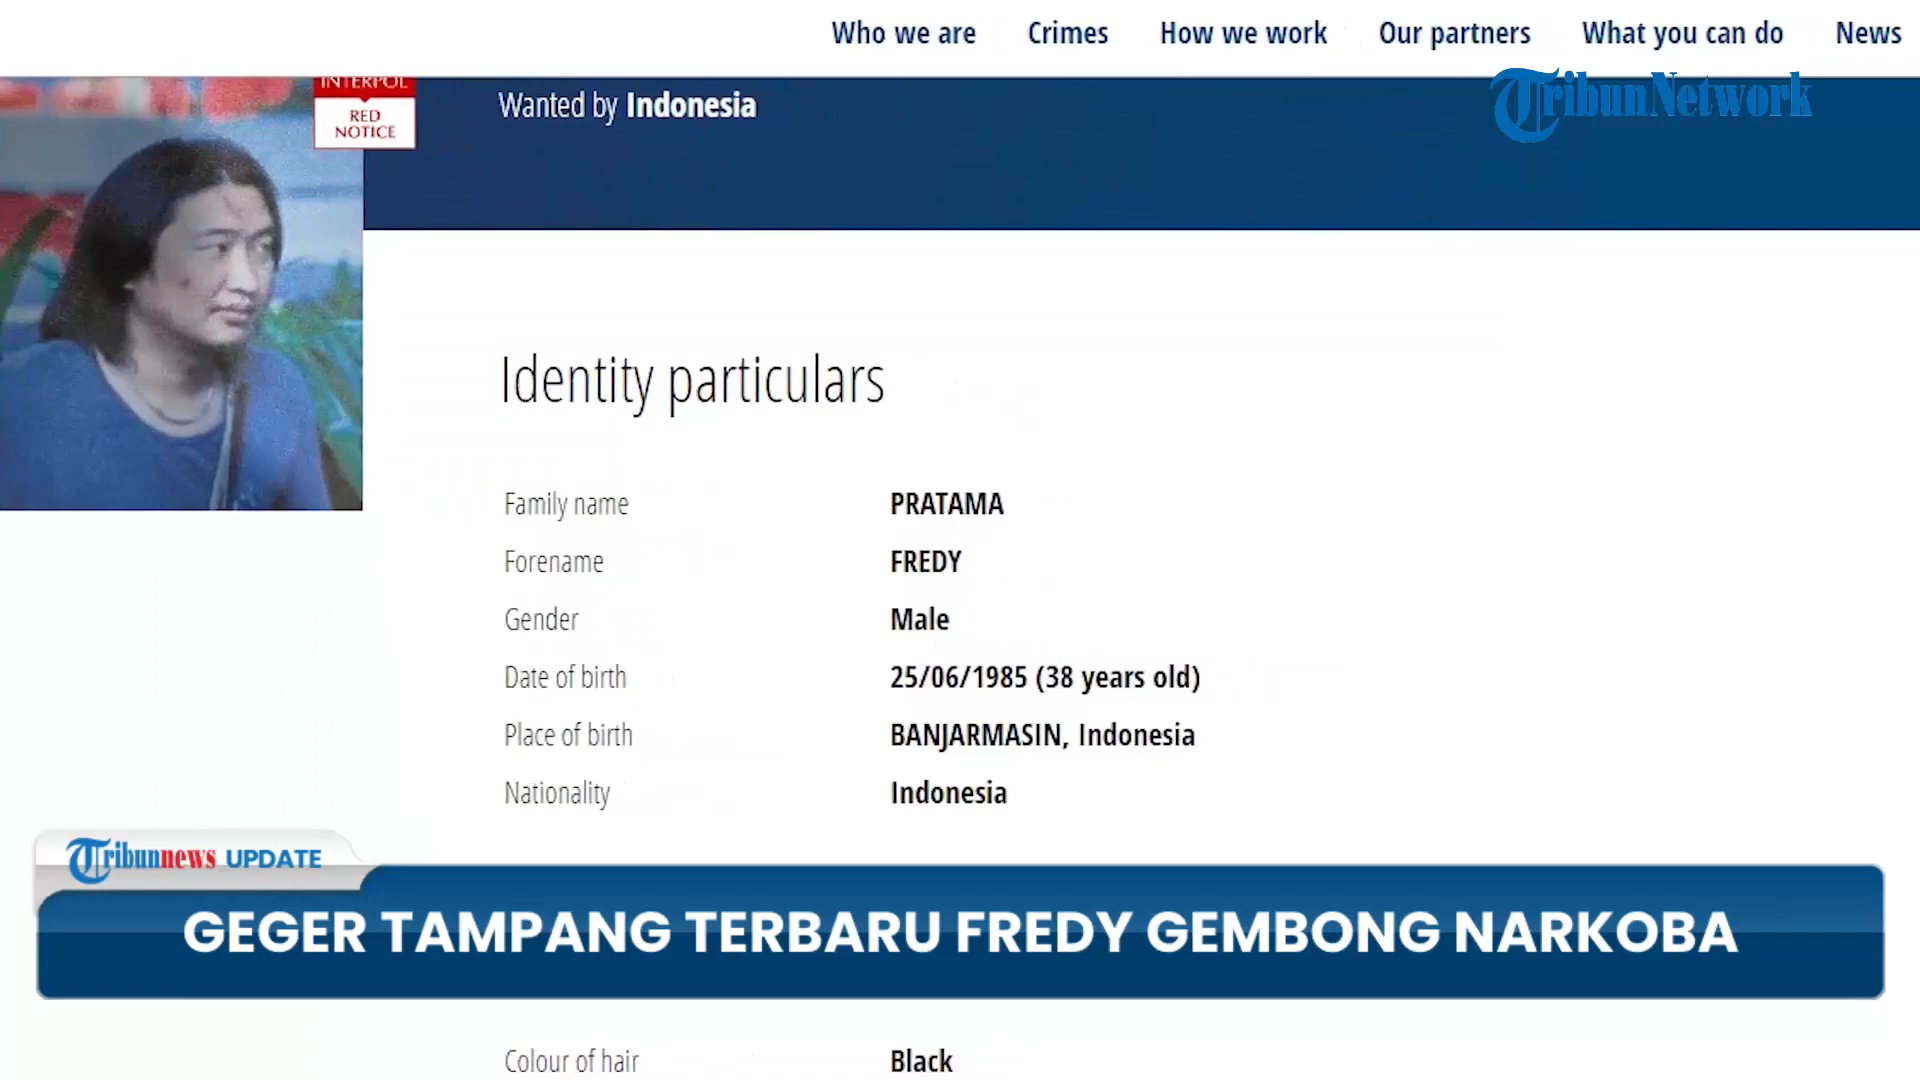 Who we are Crimes How we work Our partners What you can do News
TribunNetwork
INTERPOL
RED
NOTICE
Wanted by Indonesia
Identity particulars
Family name PRATAMA
Forename FREDY
Gender Male
Date of birth 25/06/1985 (38 years old)
Place of birth BANJARMASIN, Indonesia
Nationality Indonesia
Tribunnews UPDATE
GEGER TAMPANG TERBARU FREDY GEMBONG NARKOBA
Colour of hair Black